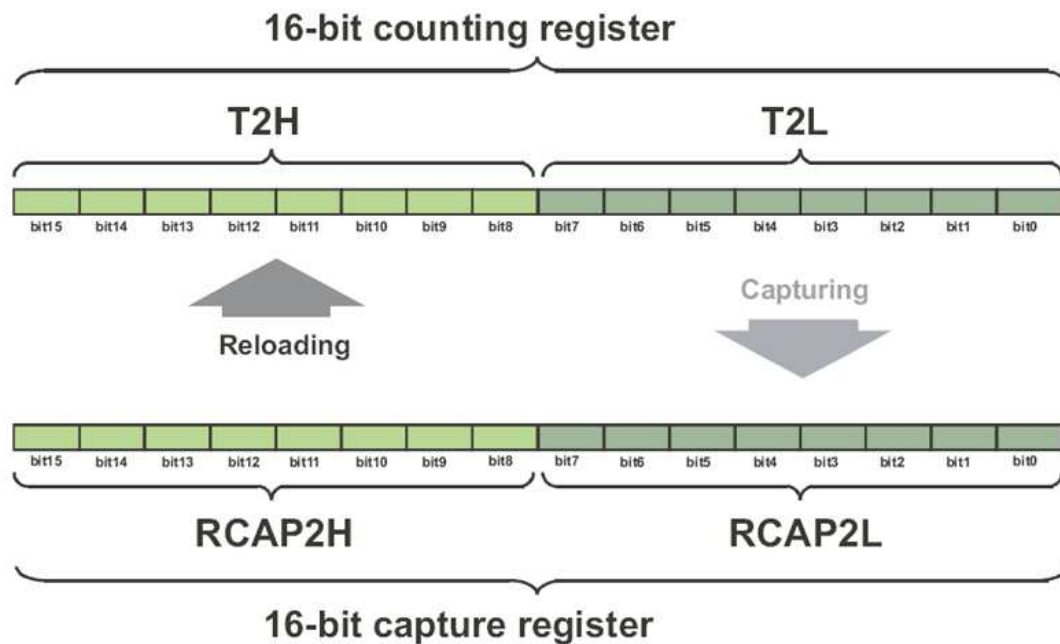 16-bit counting register
T2H T2L
bit15 bit14 bit13 bit12 bit11 bit10 bit9 bit8 bit7 bit6 bit5 bit4 bit3 bit2 bit1 bit0
Capturing
Reloading
bit15 bit14 bit13 bit12 bit11 bit10 bit9 bit8 bit7 bit6 bit5 bit4 bit3 bit2 bit1 bit0
RCAP2H RCAP2L
16-bit capture register